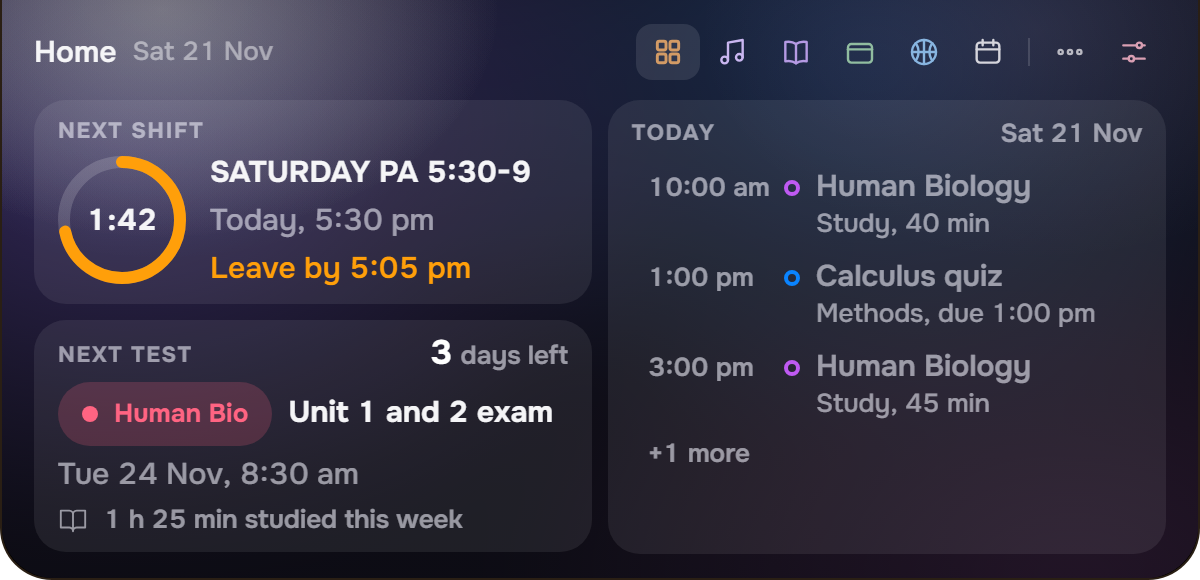 Home Sat 21 Nov
NEXT SHIFT
1:42
SATURDAY PA 5:30-9
Today, 5:30 pm
Leave by 5:05 pm
NEXT TEST
3 days left
Human Bio
Unit 1 and 2 exam
Tue 24 Nov, 8:30 am
1 h 25 min studied this week
TODAY
Sat 21 Nov
10:00 am Human Biology
Study, 40 min
1:00 pm Calculus quiz
Methods, due 1:00 pm
3:00 pm Human Biology
Study, 45 min
+1 more